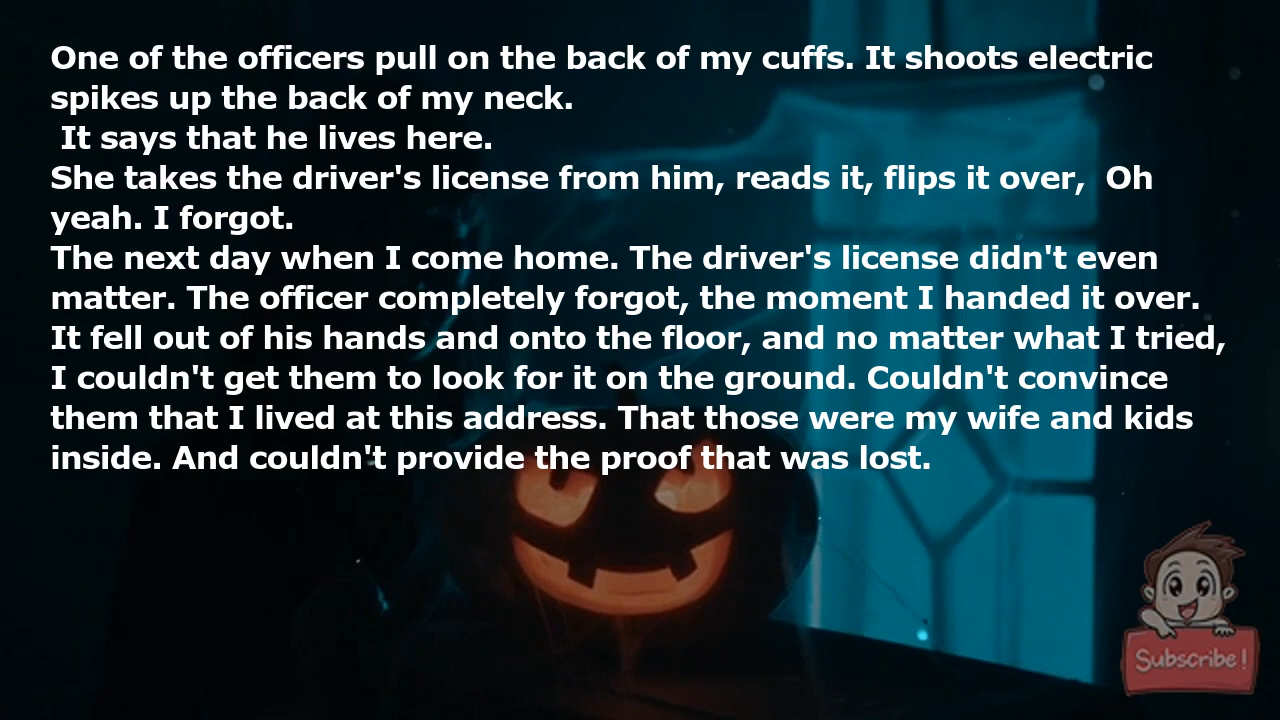 One of the officers pull on the back of my cuffs. It shoots electric
spikes up the back of my neck.
It says that he lives here.
She takes the driver's license from him, reads it, flips it over,  Oh
yeah. I forgot.
The next day when I come home. The driver's license didn't even
matter. The officer completely forgot, the moment I handed it over.
It fell out of his hands and onto the floor, and no matter what I tried,
I couldn't get them to look for it on the ground. Couldn't convince
them that I lived at this address. That those were my wife and kids
inside. And couldn't provide the proof that was lost.
Subscribe!